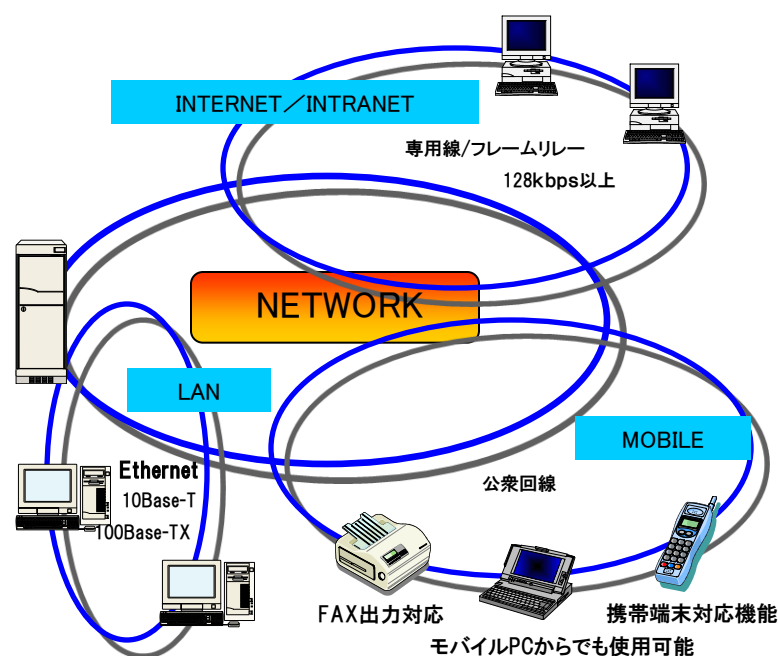 INTERNET／INTRANET
専用線/フレームリレー
128kbps以上
NETWORK
LAN
MOBILE
Ethernet
10Base-T
100Base-TX
公衆回線
FAX出力対応
携帯端末対応機能
モバイルPCからでも使用可能